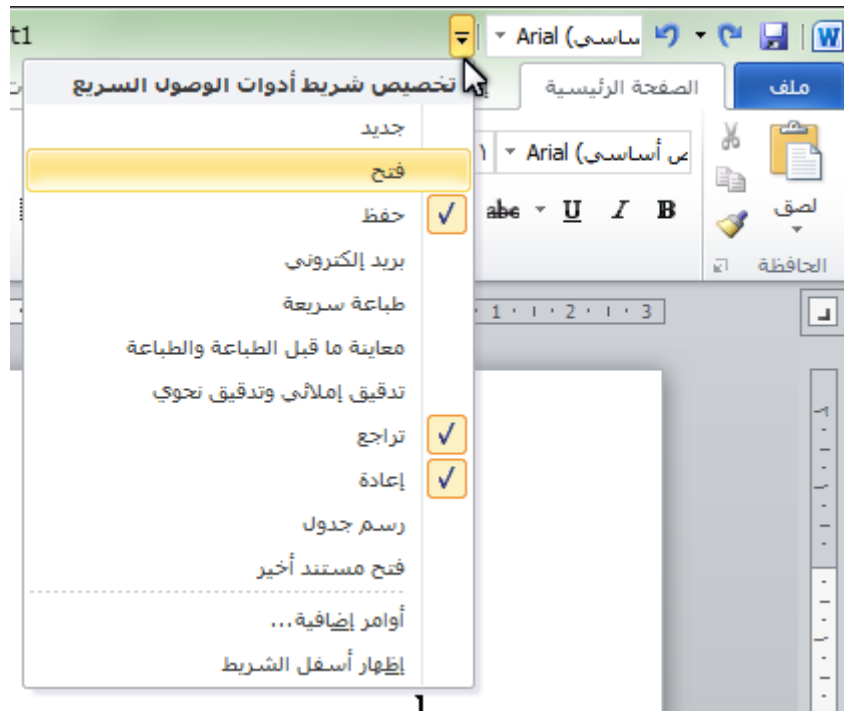 W
ساسي) Arial
t1
ملف
الصفحة الرئيسية
تخصيص شريط أدوات الوصول السريع
جديد
فتح
حفظ
بريد إلكتروني
طباعة سريعة
معاينة ما قبل الطباعة والطباعة
تدقيق إملائي وتدقيق نحوي
تراجع
إعادة
رسم جدول
فتح مستند أخير
أوامر إضافية...
إظهار أسفل الشريط
أساسي) Arial
لصق
B I U abc
الحافظة
3 2 1